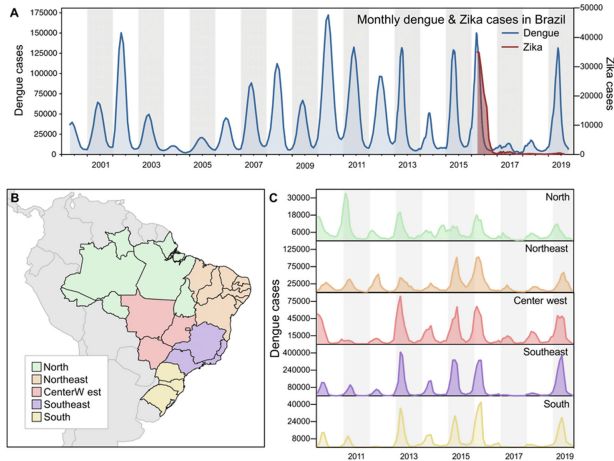 A
Monthly dengue & Zika cases in Brazil
Dengue
Zika
Dengue cases
175000
150000
125000
100000
75000
50000
25000
0
50000
40000
30000
20000
10000
0
Zika cases
2001 2003 2005 2007 2009 2011 2013 2015 2017 2019
B
North
Northeast
CenterW est
Southeast
South
C
Dengue cases
North
30000
18000
6000
Northeast
125000
75000
25000
Center west
75000
45000
15000
Southeast
400000
240000
80000
South
40000
24000
8000
2011 2013 2015 2017 2019